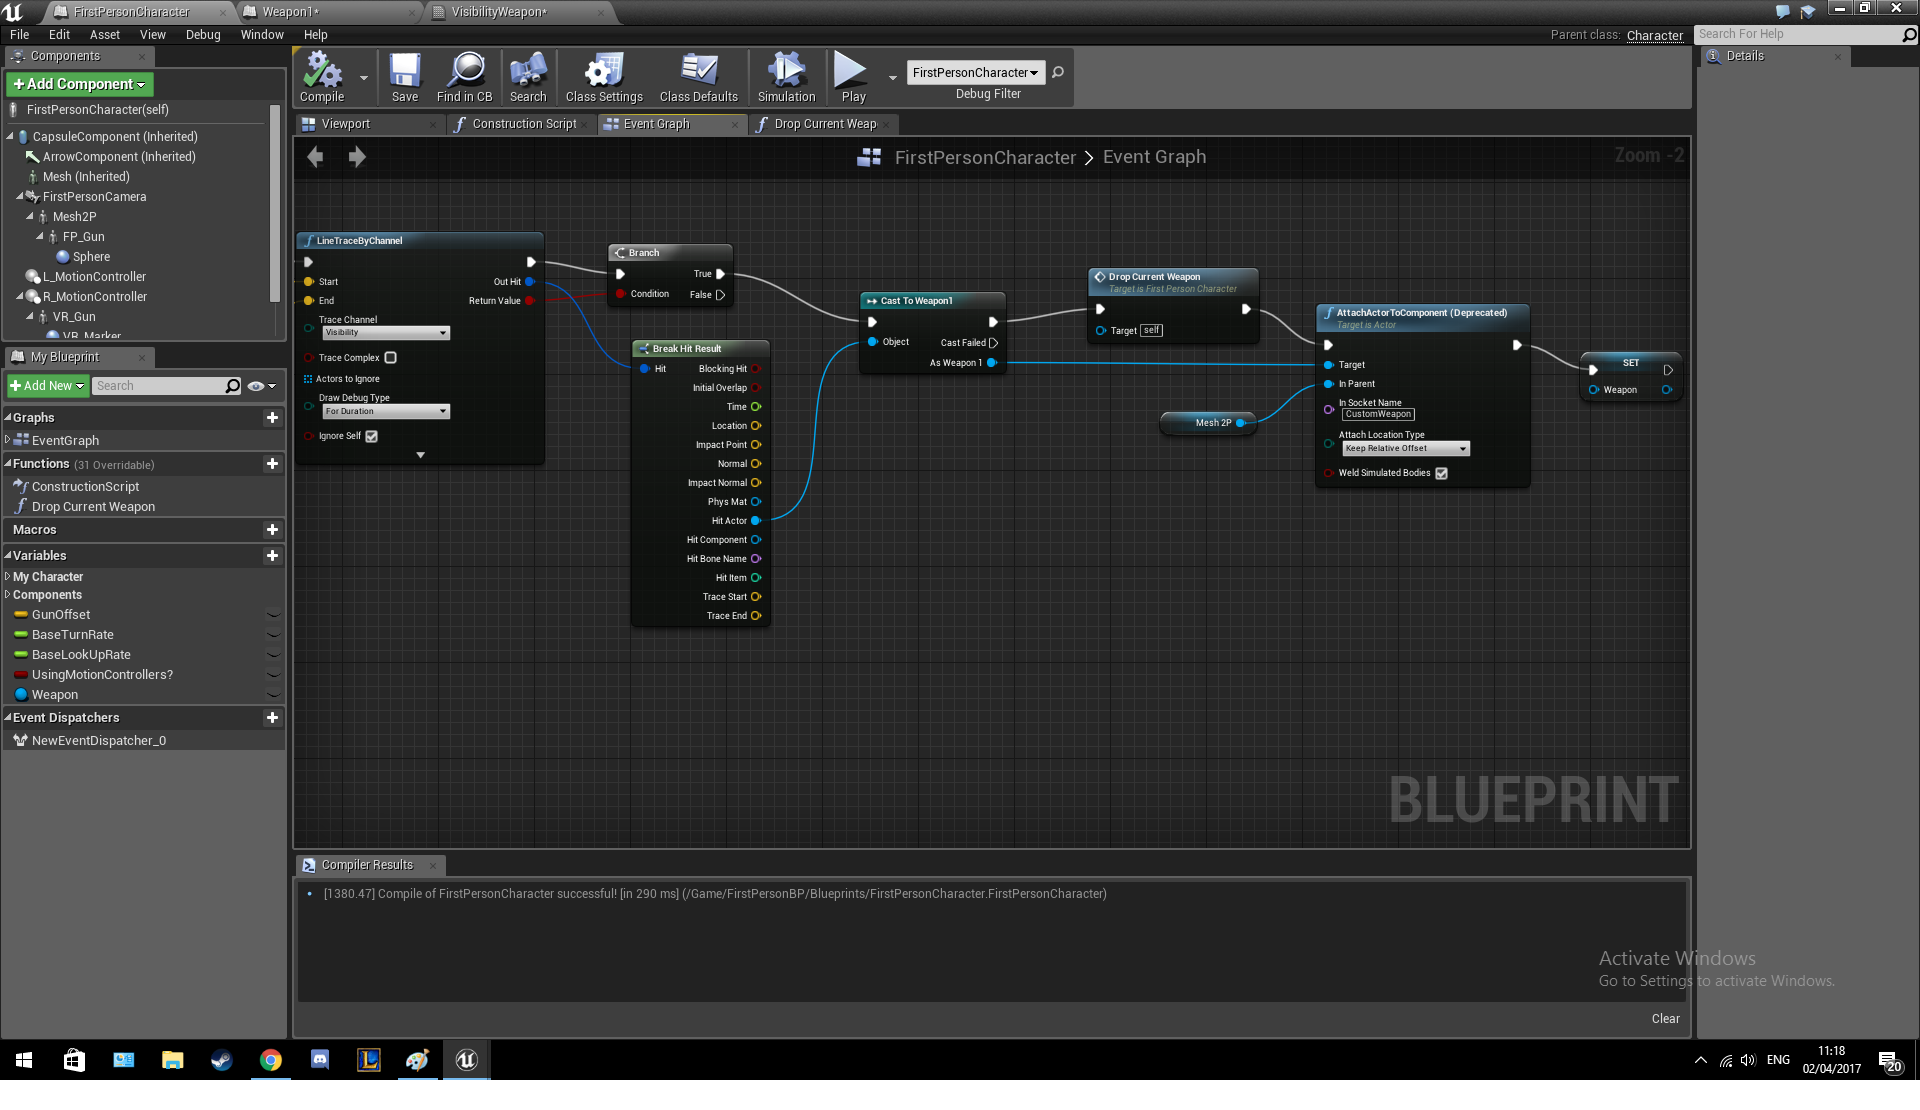 FirstPersonCharacter
Weapon1*
VisibilityWeapon*
File Edit Asset View Debug Window Help
Parent class: Character
Search For Help
Components
+Add Component
FirstPersonCharacter(self)
CapsuleComponent (Inherited)
ArrowComponent (Inherited)
Mesh (Inherited)
FirstPersonCamera
Mesh2P
FP_Gun
Sphere
L_MotionController
R_MotionController
VR_Gun
VR_Marker
Compile
Save
Find in CB
Search
Class Settings
Class Defaults
Simulation
Play
FirstPersonCharacter
Debug Filter
Details
Viewport
Construction Script
Event Graph
Drop Current Weap
FirstPersonCharacter > Event Graph
Zoom -2
LineTraceByChannel
Start
End
Out Hit
Return Value
Trace Channel
Visibility
Trace Complex
Actors to Ignore
Draw Debug Type
For Duration
Ignore Self
Branch
True
Condition
False
Break Hit Result
Hit
Blocking Hit
Initial Overlap
Time
Location
Impact Point
Normal
Impact Normal
Phys Mat
Hit Actor
Hit Component
Hit Bone Name
Hit Item
Trace Start
Trace End
Cast To Weapon1
Object
Cast Failed
As Weapon 1
Drop Current Weapon
Target is First Person Character
Target self
Mesh 2P
AttachActorToComponent (Deprecated)
Target is Actor
Target
In Parent
In Socket Name
CustomWeapon
Attach Location Type
Keep Relative Offset
Weld Simulated Bodies
SET
Weapon
BLUEPRINT
My Blueprint
+Add New
Search
Graphs
EventGraph
Functions (31 Overridable)
ConstructionScript
Drop Current Weapon
Macros
Variables
My Character
Components
GunOffset
BaseTurnRate
BaseLookUpRate
UsingMotionControllers?
Weapon
Event Dispatchers
NewEventDispatcher_0
Compiler Results
[1380.47] Compile of FirstPersonCharacter successful! [in 290 ms] (/Game/FirstPersonBP/Blueprints/FirstPersonCharacter.FirstPersonCharacter)
Activate Windows
Go to Settings to activate Windows.
Clear
ENG
11:18
02/04/2017
20